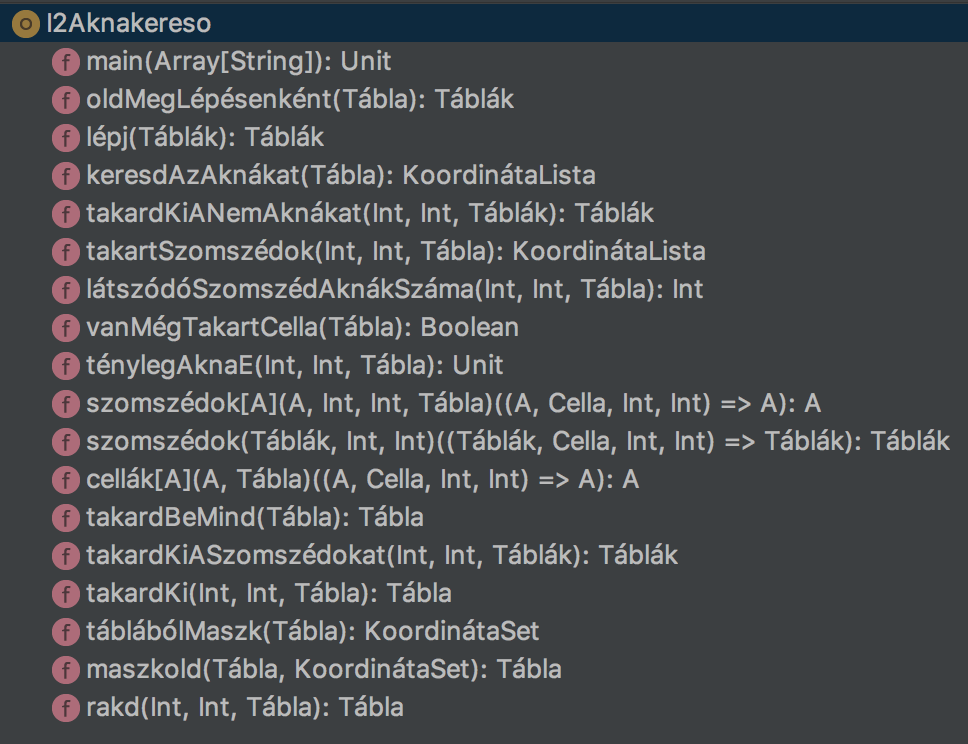 l2Aknakereso
main(Array[String]): Unit
oldMegLépésenként(Tábla): Táblák
lépj(Táblák): Táblák
keresdAzAknákat(Tábla): KoordinátaLista
takardKiANemAknákat(Int, Int, Táblák): Táblák
takartSzomszédok(Int, Int, Tábla): KoordinátaLista
látszódóSzomszédAknákSzáma(Int, Int, Tábla): Int
vanMégTakartCella(Tábla): Boolean
ténylegAknaE(Int, Int, Tábla): Unit
szomszédok[A](A, Int, Int, Tábla)((A, Cella, Int, Int) => A): A
szomszédok(Táblák, Int, Int)((Táblák, Cella, Int, Int) => Táblák): Táblák
cellák[A](A, Tábla)((A, Cella, Int, Int) => A): A
takardBeMind(Tábla): Tábla
takardKiASzomszédokat(Int, Int, Táblák): Táblák
takardKi(Int, Int, Tábla): Tábla
táblábólMaszk(Tábla): KoordinátaSet
maszkold(Tábla, KoordinátaSet): Tábla
rakd(Int, Int, Tábla): Tábla